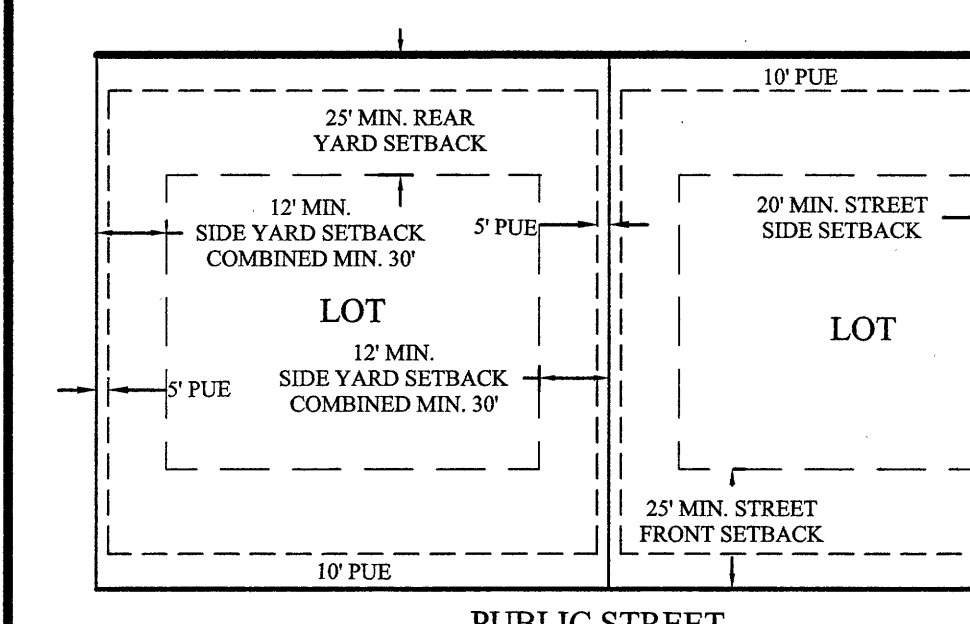 10' PUE
25' MIN. REAR
YARD SETBACK
12' MIN.
SIDE YARD SETBACK
COMBINED MIN. 30'
5' PUE
20' MIN. STREET
SIDE SETBACK
LOT
LOT
12' MIN.
SIDE YARD SETBACK
COMBINED MIN. 30'
5' PUE
25' MIN. STREET
FRONT SETBACK
10' PUE
PUBLIC STREET